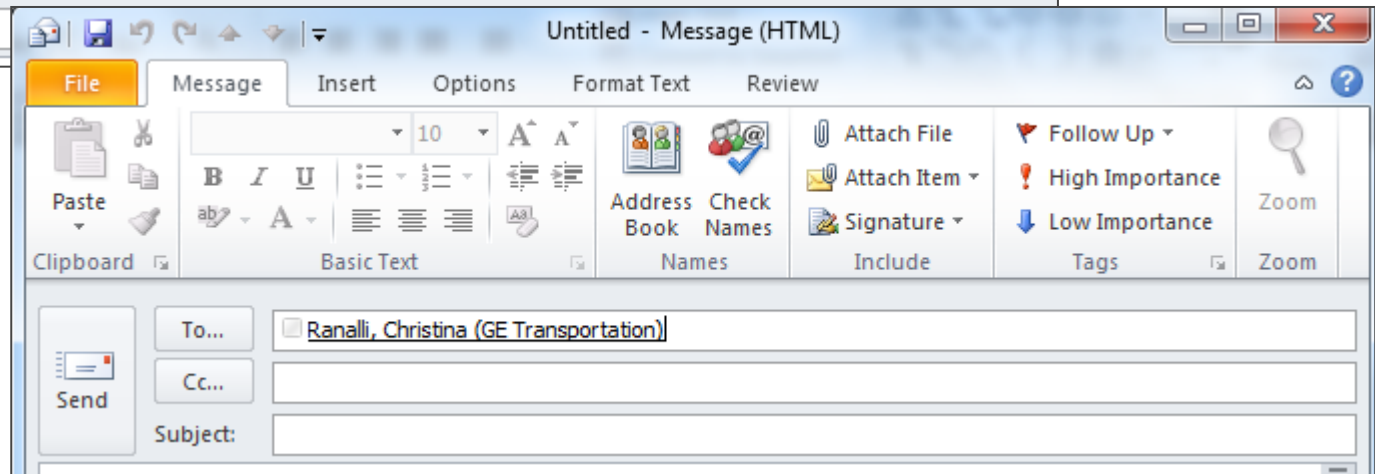 Untitled - Message (HTML)
File Message Insert Options Format Text Review
10 A A Attach File Follow Up
B I U Attach Item High Importance
Paste Address Check Zoom
ab A Aa Book Names Signature Low Importance
Clipboard Basic Text Names Include Tags Zoom
To... Ranalli, Christina (GE Transportation)
Cc...
Send
Subject: